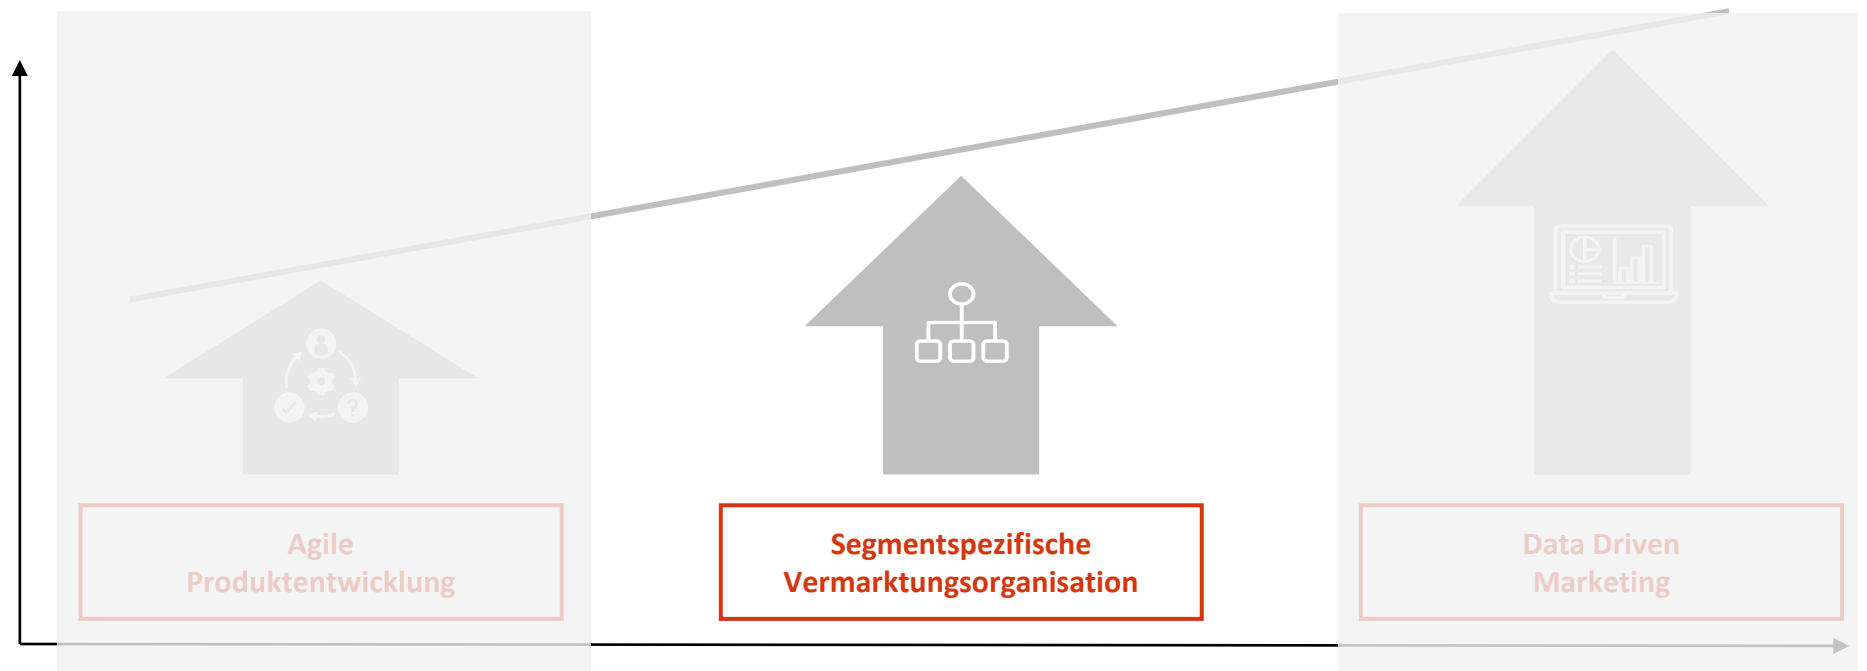 Agile
Produktentwicklung
Segmentspezifische
Vermarktungsorganisation
Data Driven
Marketing
?